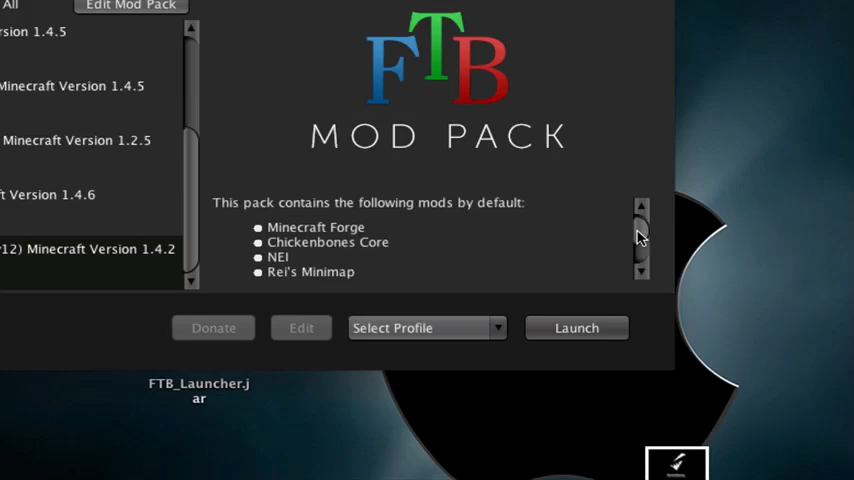 All
Edit Mod Pack
rsion 1.4.5
Minecraft Version 1.4.5
Minecraft Version 1.2.5
t Version 1.4.6
12) Minecraft Version 1.4.2
FTB
MOD PACK
This pack contains the following mods by default:
Minecraft Forge
Chickenbones Core
NEI
Rei's Minimap
Donate
Edit
Select Profile
Launch
FTB_Launcher.j
ar